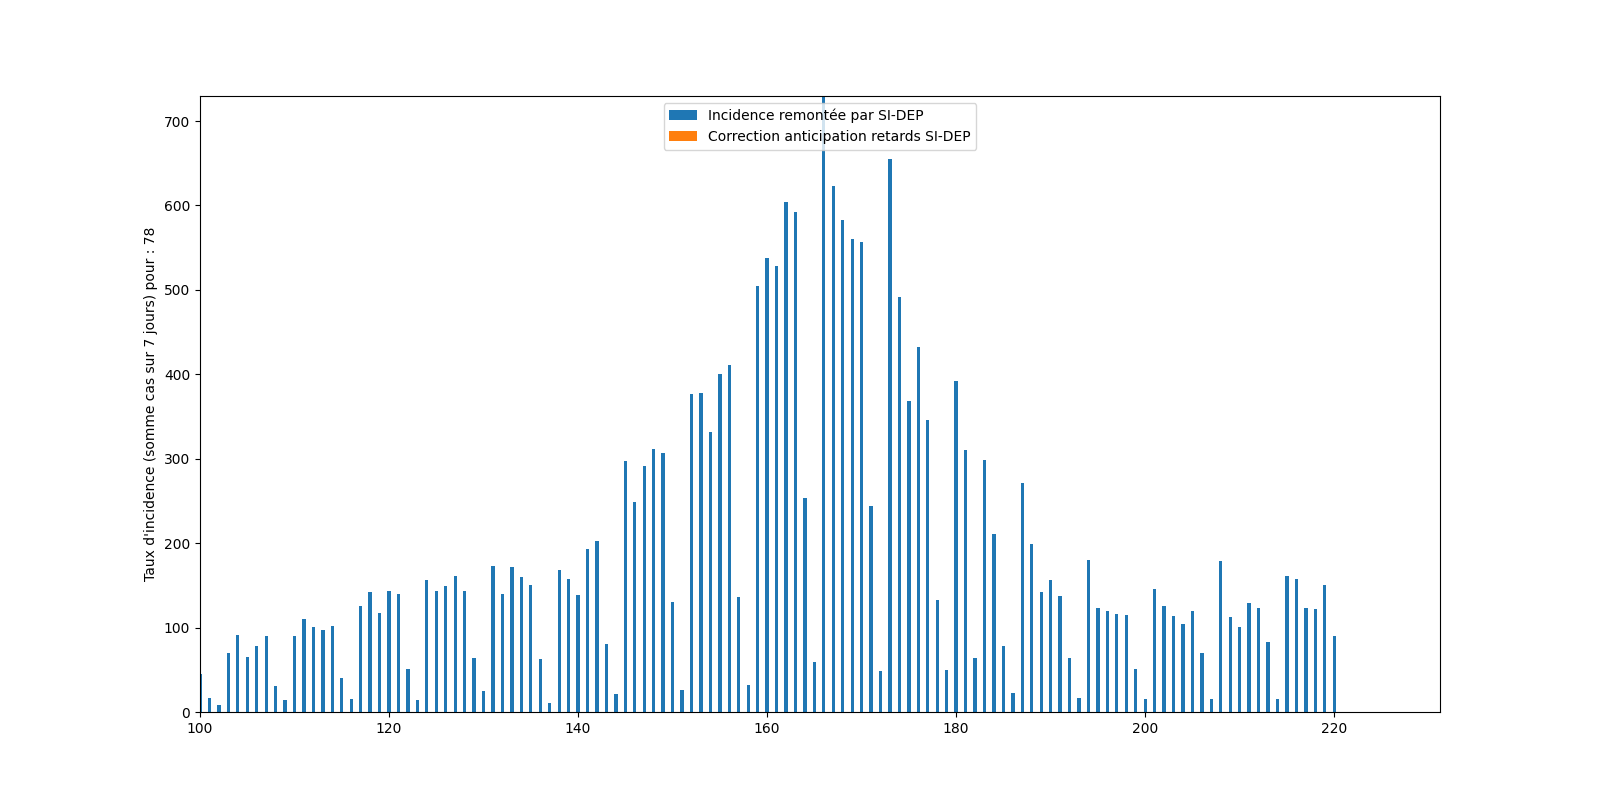 Incidence remontée par SI-DEP
Correction anticipation retards SI-DEP
Taux d'incidence (somme cas sur 7 jours) pour : 78
700
600
500
400
300
200
100
0
100 120 140 160 180 200 220